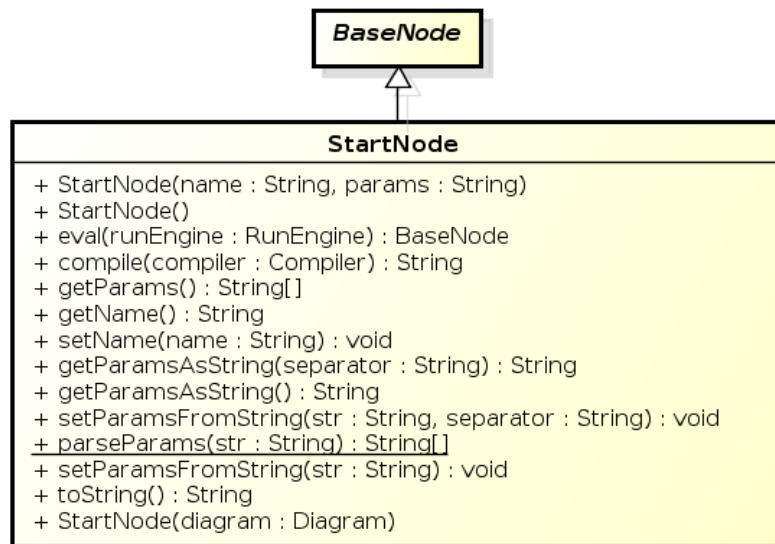 BaseNode
StartNode
+ StartNode(name : String, params : String)
+ StartNode()
+ eval(runEngine : RunEngine) : BaseNode
+ compile(compiler : Compiler) : String
+ getParams() : String[]
+ getName() : String
+ setName(name : String) : void
+ getParamsAsString(separator : String) : String
+ getParamsAsString() : String
+ setParamsFromString(str : String, separator : String) : void
+ parseParams(str : String) : String[]
+ setParamsFromString(str : String) : void
+ toString() : String
+ StartNode(diagram : Diagram)